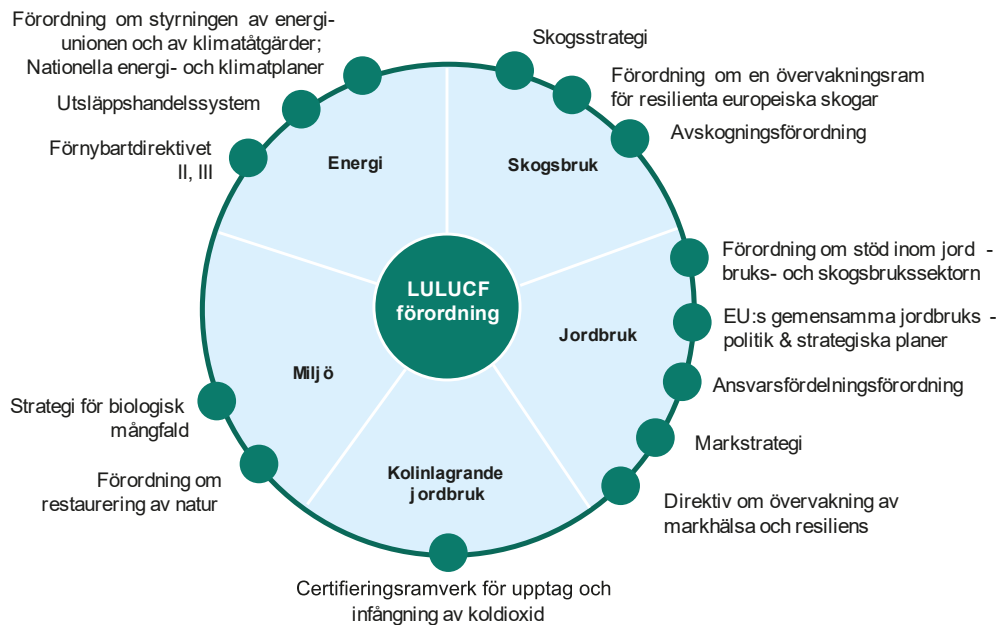 Förordning om styrningen av energi-
unionen och av klimatåtgärder;
Nationella energi- och klimatplaner
Utsläppshandelssystem
Förnybartdirektivet
II, III
Skogsstrategi
Förordning om en övervakningsram
för resilienta europeiska skogar
Avskogningsförordning
Energi
Skogsbruk
LULUCF
förordning
Förordning om stöd inom jord -
bruks- och skogsbrukssektorn
EU:s gemensamma jordbruks -
politik & strategiska planer
Ansvarsfördelningsförordning
Markstrategi
Direktiv om övervakning av
markhälsa och resiliens
Jordbruk
Miljö
Kolinlagrande
jordbruk
Strategi för biologisk
mångfald
Förordning om
restaurering av natur
Certifieringsramverk för upptag och
infångning av koldioxid